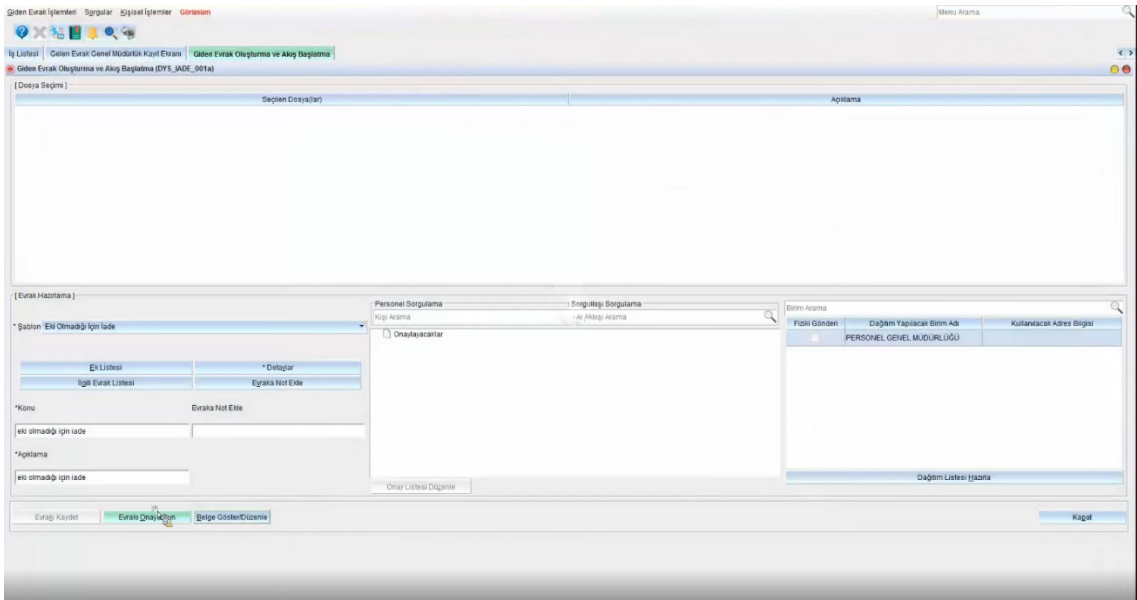 Giden Evrak İşlemleri Sorgular Kişisel İşlemler Görünüm
Menu Arama
İş Listesi Gelen Evrak Genel Müdürlük Kayıt Ekranı Giden Evrak Oluşturma ve Akış Başlatma
Giden Evrak Oluşturma ve Akış Başlatma (DYS_IADE_001a)
[ Dosya Seçimi ]
Seçilen Dosya(lar) Açıklama
[ Evrak Hazırlama ]
* Şablon Eki Olmadığı İçin İade
Ek Listesi * Detaylar
İlgili Evrak Listesi Evraka Not Ekle
*Konu Evraka Not Ekle
eki olmadığı için iade
*Açıklama
eki olmadığı için iade
Personel Sorgulama
Kişi Arama
Sorgulama
Arama
Onaylayacaklar
Onay Listesi Düzenle
Birim Arama
Fiziki Gönderi Dağıtım Yapılacak Birim Adı Kullanılacak Adres Bilgisi
PERSONEL GENEL MÜDÜRLÜĞÜ
Dağıtım Listesi Hazırla
Evrakı Kaydet Evrakı Belge Göster/Düzenle Kapat